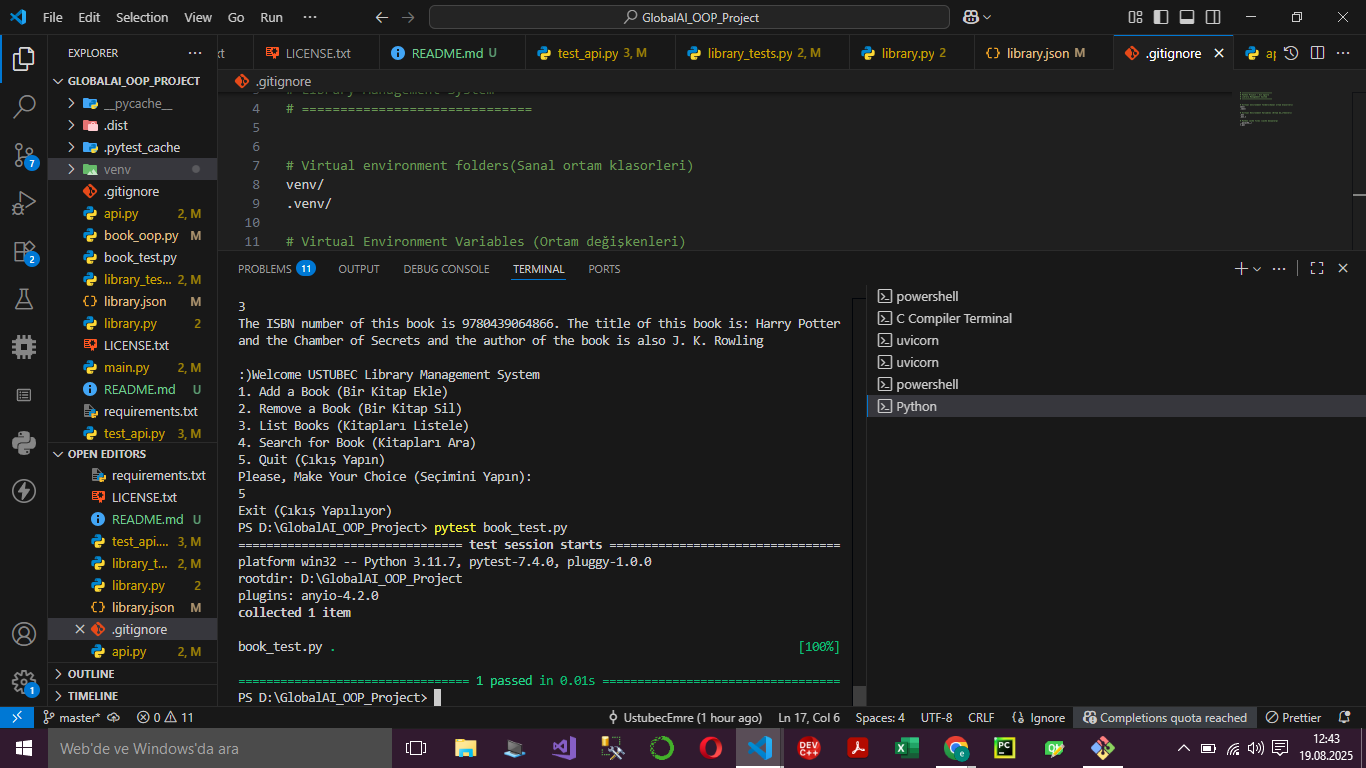 File Edit Selection View Go Run ··· GlobalAI_OOP_Project
EXPLORER ···
GLOBALAI_OOP_PROJECT
__pycache__
.dist
.pytest_cache
venv
.gitignore
api.py 2, M
book_oop.py M
book_test.py
library_tes... 2, M
library.json M
library.py 2
LICENSE.txt
main.py 2, M
README.md U
requirements.txt
test_api.py 3, M
OPEN EDITORS
requirements.txt
LICENSE.txt
README.md U
test_api.... 3, M
library_t... 2, M
library.py 2
library.json M
.gitignore
api.py 2, M
OUTLINE
TIMELINE
7
2
1
LICENSE.txt README.md U test_api.py 3, M library_tests.py 2, M library.py 2 library.json M .gitignore
.gitignore
4 # ==============================
5
6
7 # Virtual environment folders(Sanal ortam klasorleri)
8 venv/
9 .venv/
10
11 # Virtual Environment Variables (Ortam değişkenleri)
PROBLEMS 11 OUTPUT DEBUG CONSOLE TERMINAL PORTS
3
The ISBN number of this book is 9780439064866. The title of this book is: Harry Potter
and the Chamber of Secrets and the author of the book is also J. K. Rowling
:)Welcome USTUBEC Library Management System
1. Add a Book (Bir Kitap Ekle)
2. Remove a Book (Bir Kitap Sil)
3. List Books (Kitapları Listele)
4. Search for Book (Kitapları Ara)
5. Quit (Çıkış Yapın)
Please, Make Your Choice (Seçimini Yapın):
5
Exit (Çıkış Yapılıyor)
PS D:\GlobalAI_OOP_Project> pytest book_test.py
================================ test session starts =================================
platform win32 -- Python 3.11.7, pytest-7.4.0, pluggy-1.0.0
rootdir: D:\GlobalAI_OOP_Project
plugins: anyio-4.2.0
collected 1 item
book_test.py . [100%]
================================= 1 passed in 0.01s ==================================
PS D:\GlobalAI_OOP_Project>
powershell
C Compiler Terminal
uvicorn
uvicorn
powershell
Python
master* 0 11 UstubecEmre (1 hour ago) Ln 17, Col 6 Spaces: 4 UTF-8 CRLF Ignore Completions quota reached Prettier
Web'de ve Windows'da ara
DEV C++
PC
12:43
19.08.2025